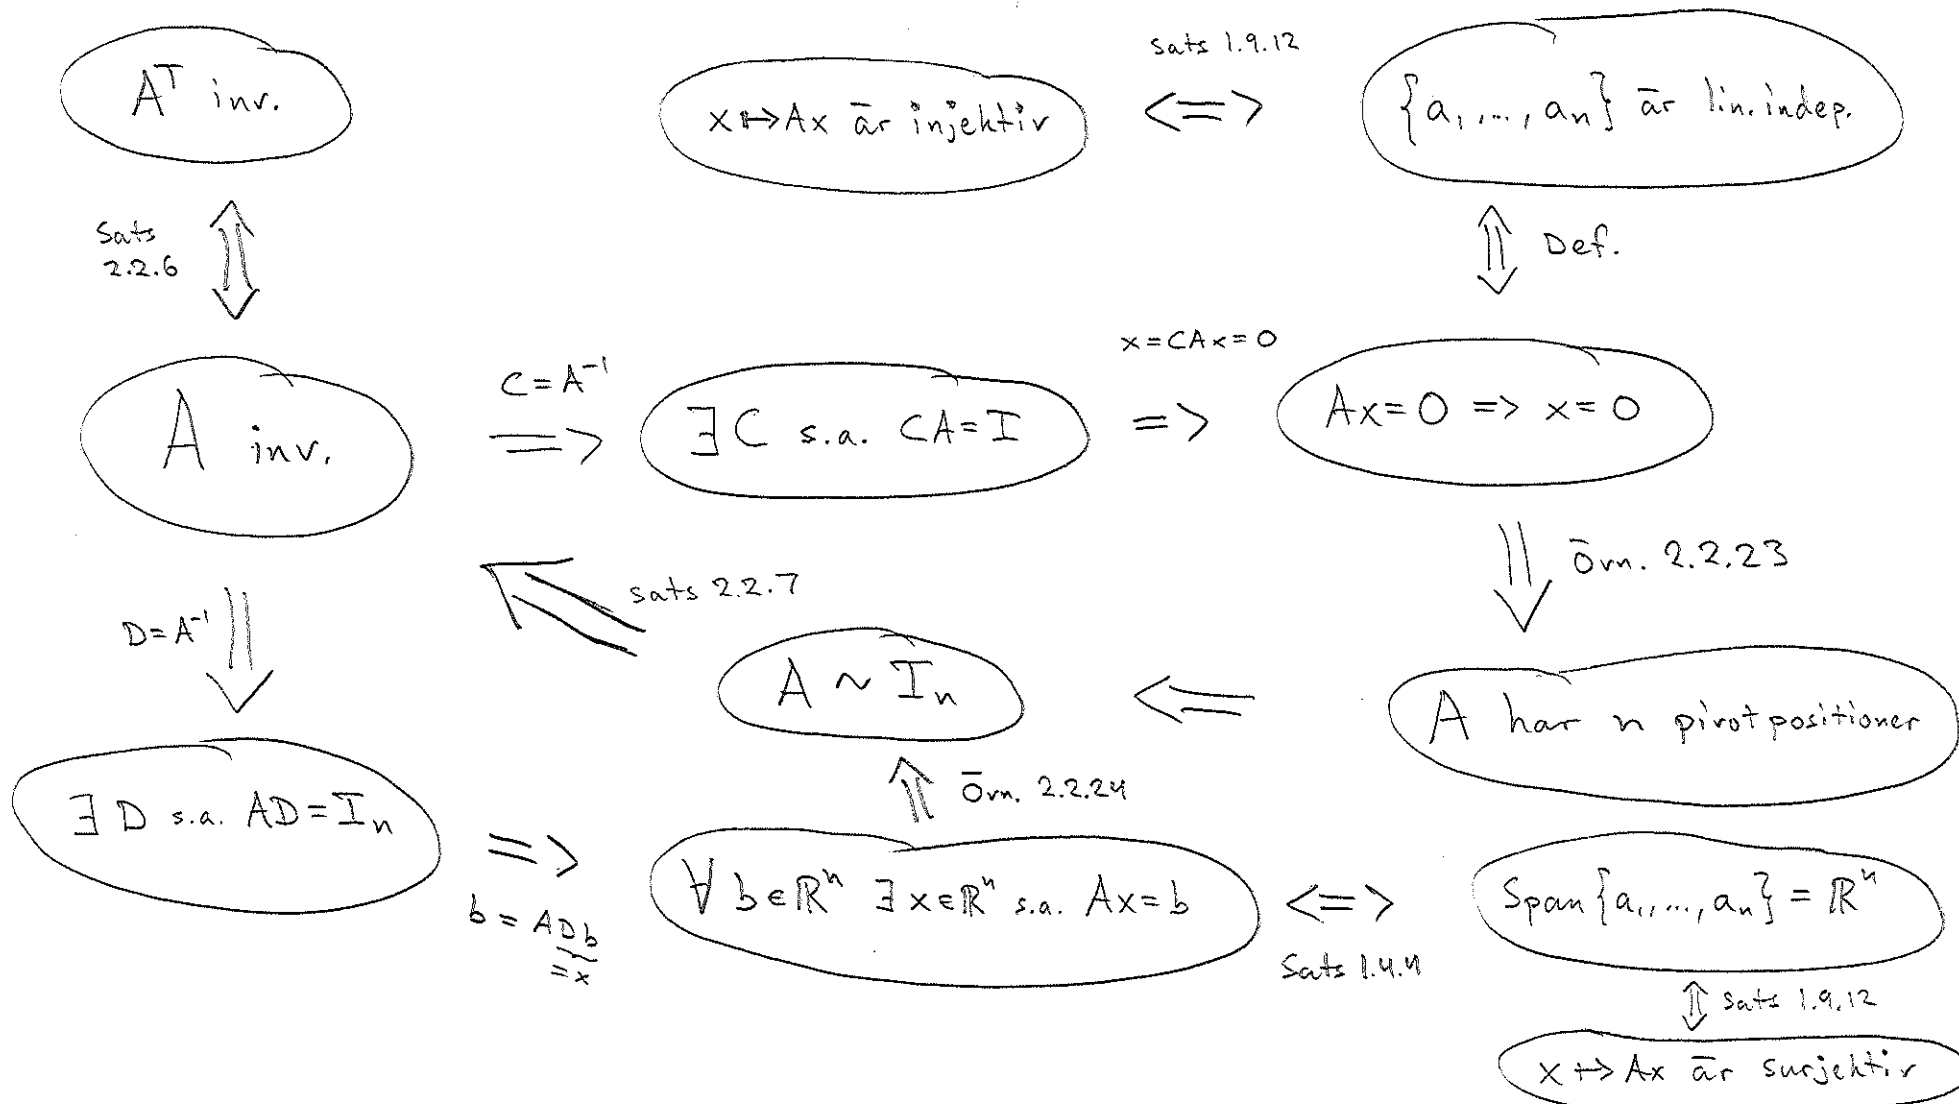 Aᵀ inv.
x ↦ Ax är injektiv
Sats 1.9.12
<=>
{a₁, ..., aₙ} är lin. indep.
Sats
2.2.6
⇕
⇕ Def.
A inv.
C = A⁻¹
=>
∃ C s.a. CA = I
x = CAx = 0
=>
Ax = 0 => x = 0
D = A⁻¹ ⇓
⇖ Sats 2.2.7
⇓ Övn. 2.2.23
A ~ Iₙ
<=
A har n pivotpositioner
∃ D s.a. AD = Iₙ
=>
b = ADb
= x
⇑ Övn. 2.2.24
∀ b ∈ ℝⁿ ∃ x ∈ ℝⁿ s.a. Ax = b
<=>
Sats 1.4.4
Span {a₁, ..., aₙ} = ℝⁿ
⇕ Sats 1.9.12
x ↦ Ax är surjektiv